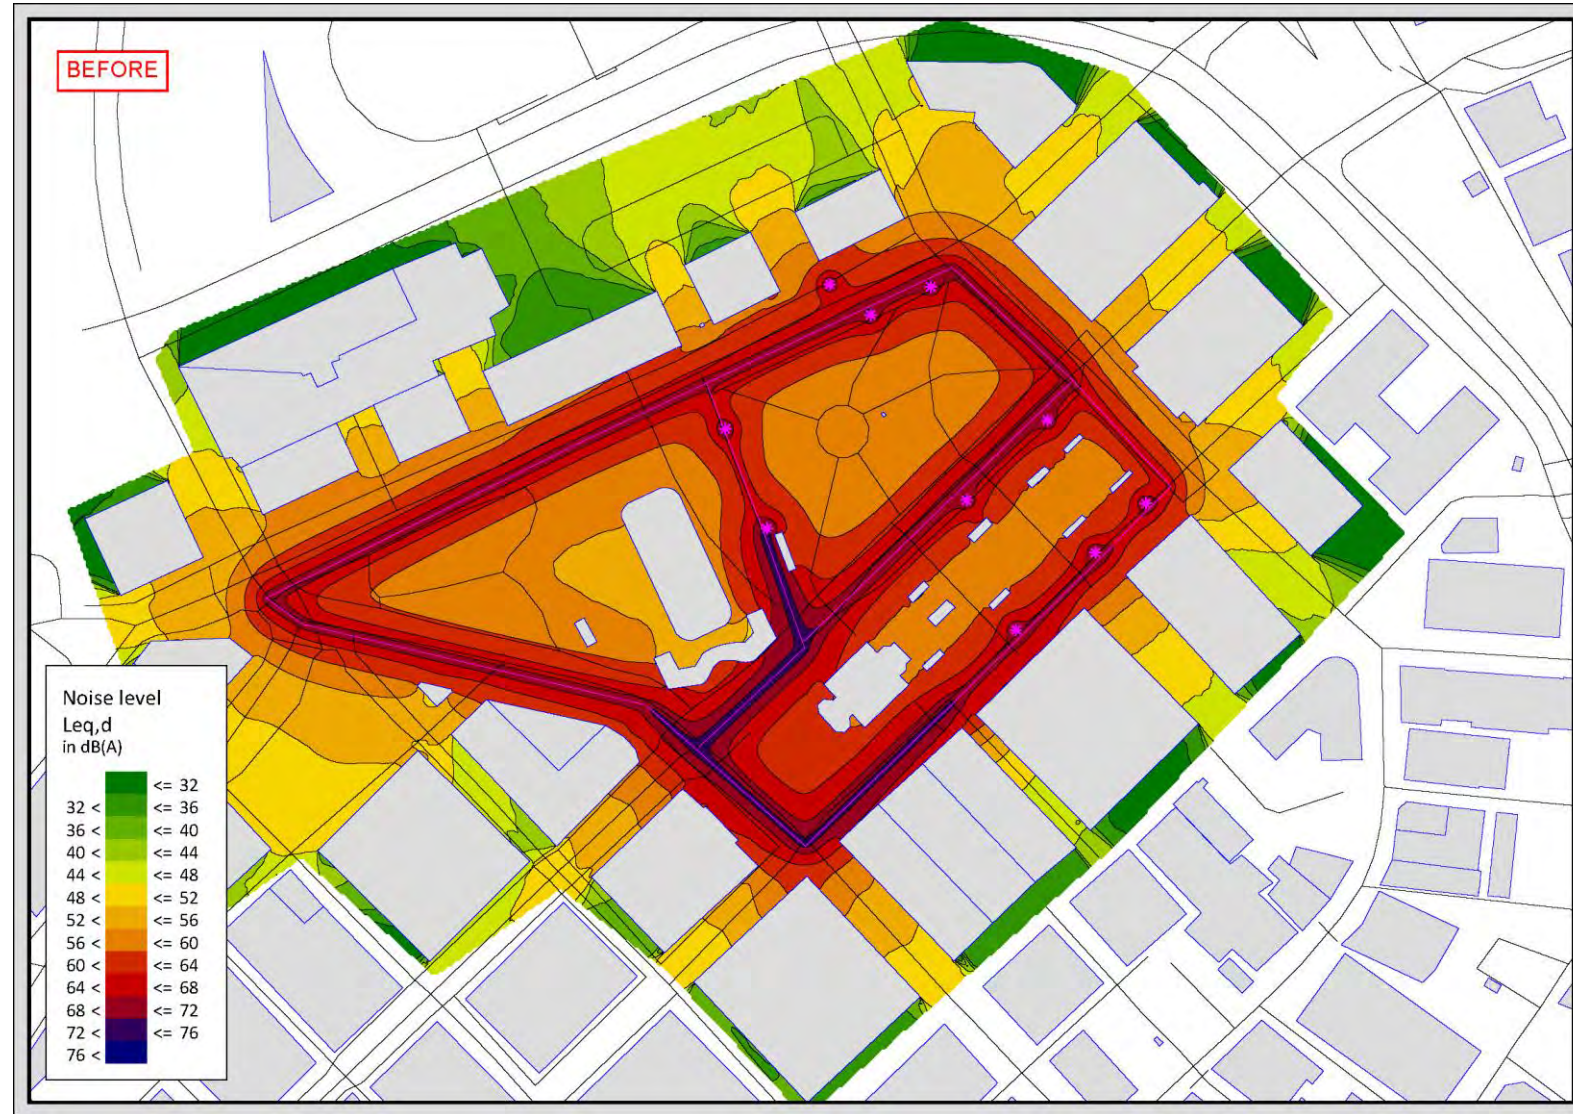 BEFORE
Noise level
Leq,d
in dB(A)
<= 32
32 < <= 36
36 < <= 40
40 < <= 44
44 < <= 48
48 < <= 52
52 < <= 56
56 < <= 60
60 < <= 64
64 < <= 68
68 < <= 72
72 < <= 76
76 <